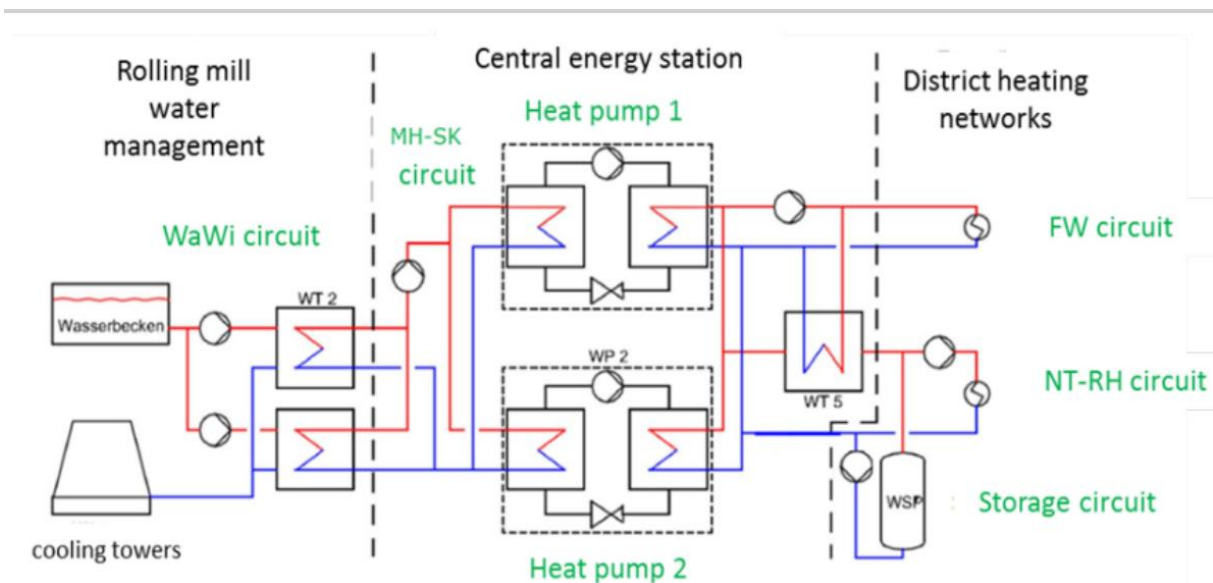 Rolling mill
water
management
Central energy station
District heating
networks
Heat pump 1
MH-SK
circuit
WaWi circuit
FW circuit
WT 2
Wasserbecken
WP 2
WT 5
NT-RH circuit
WSP
Storage circuit
cooling towers
Heat pump 2